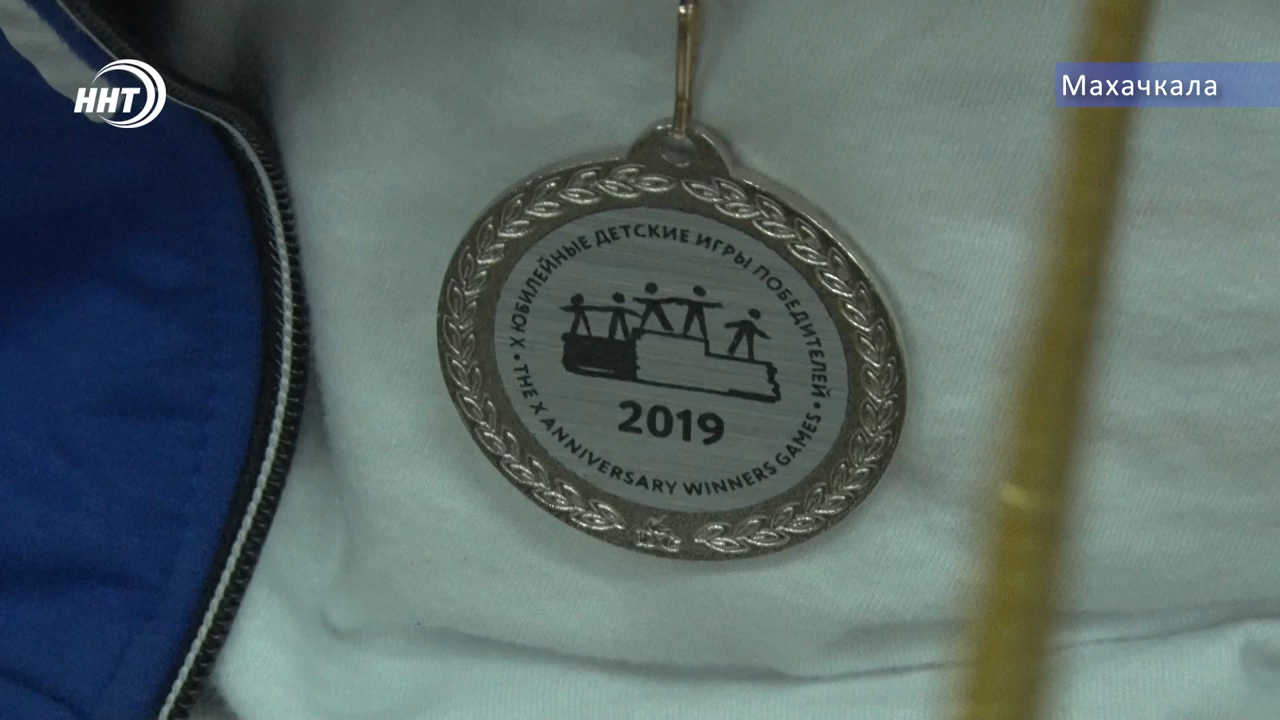 ННТ
Махачкала
X ЮБИЛЕЙНЫЕ ДЕТСКИЕ ИГРЫ ПОБЕДИТЕЛЕЙ
2019
• THE X ANNIVERSARY WINNERS GAMES •